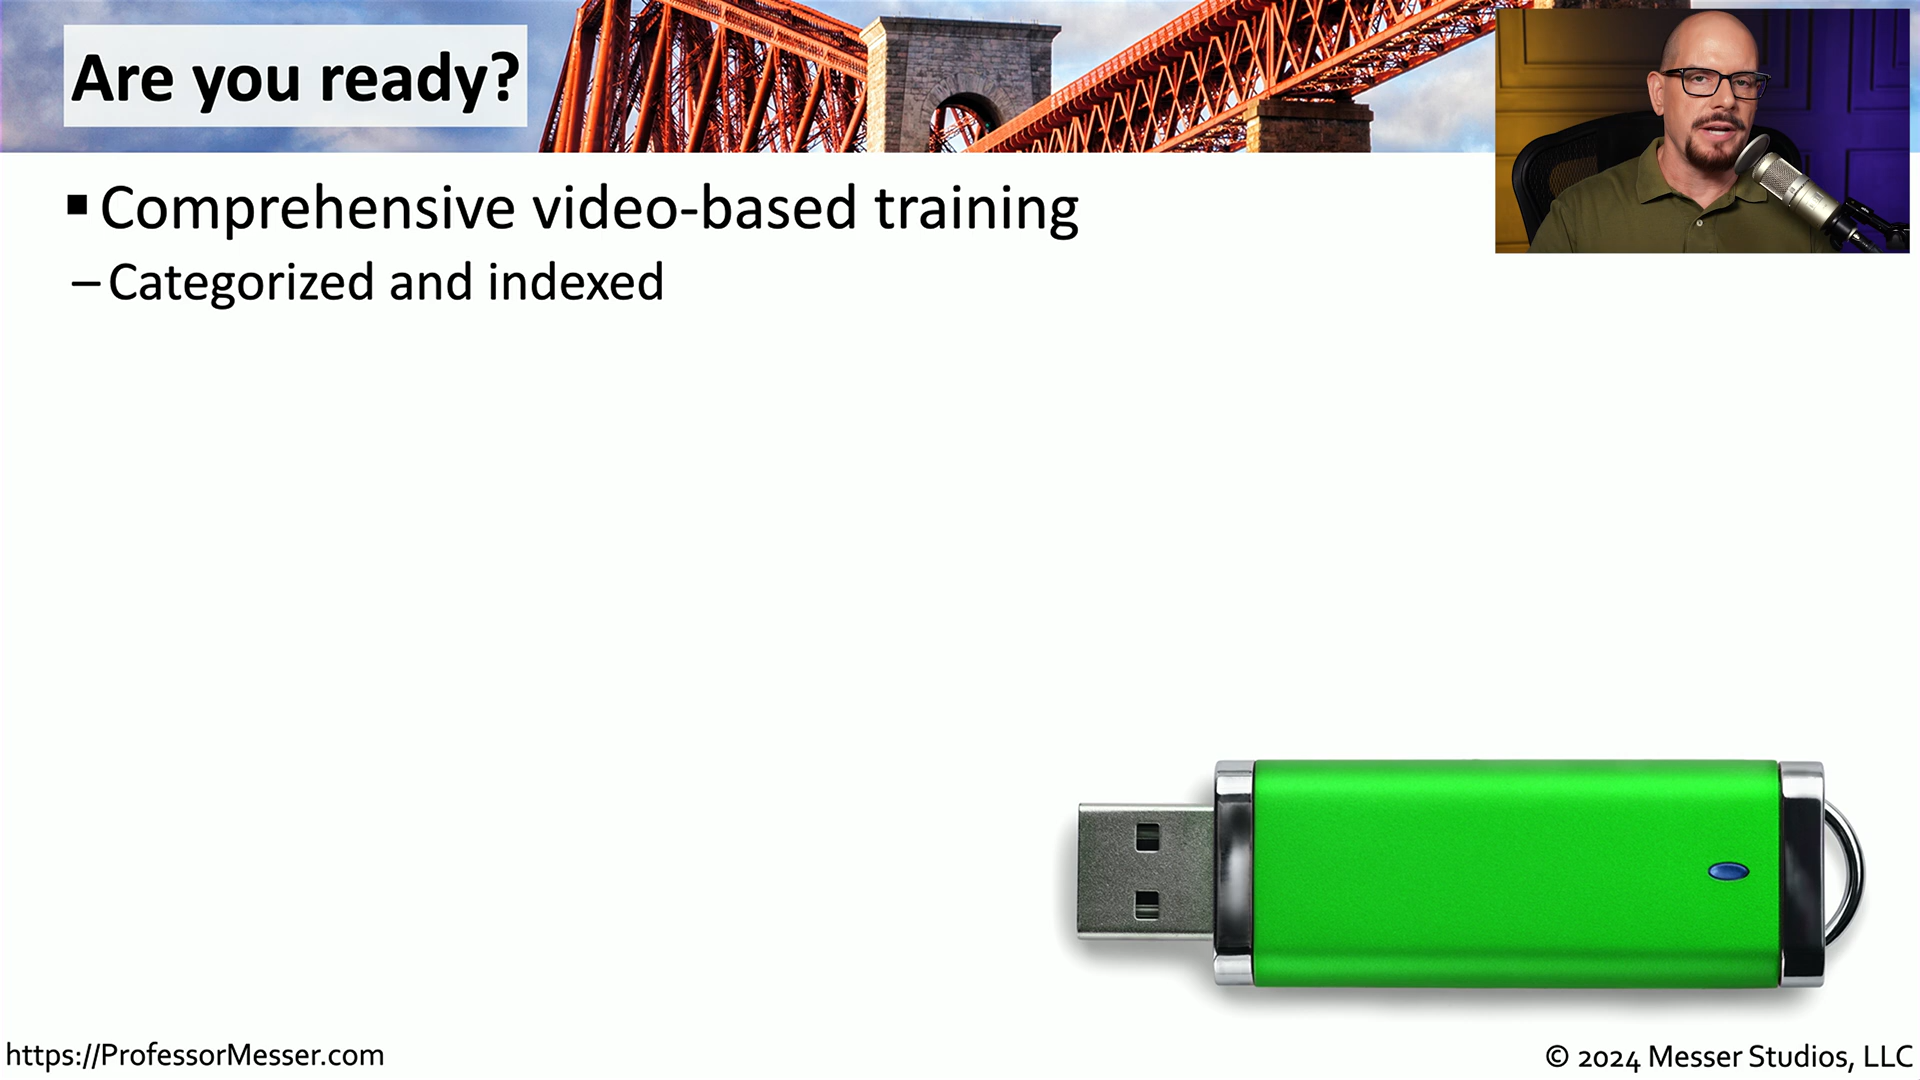 Are you ready?
▪ Comprehensive video-based training
– Categorized and indexed
https://ProfessorMesser.com
© 2024 Messer Studios, LLC